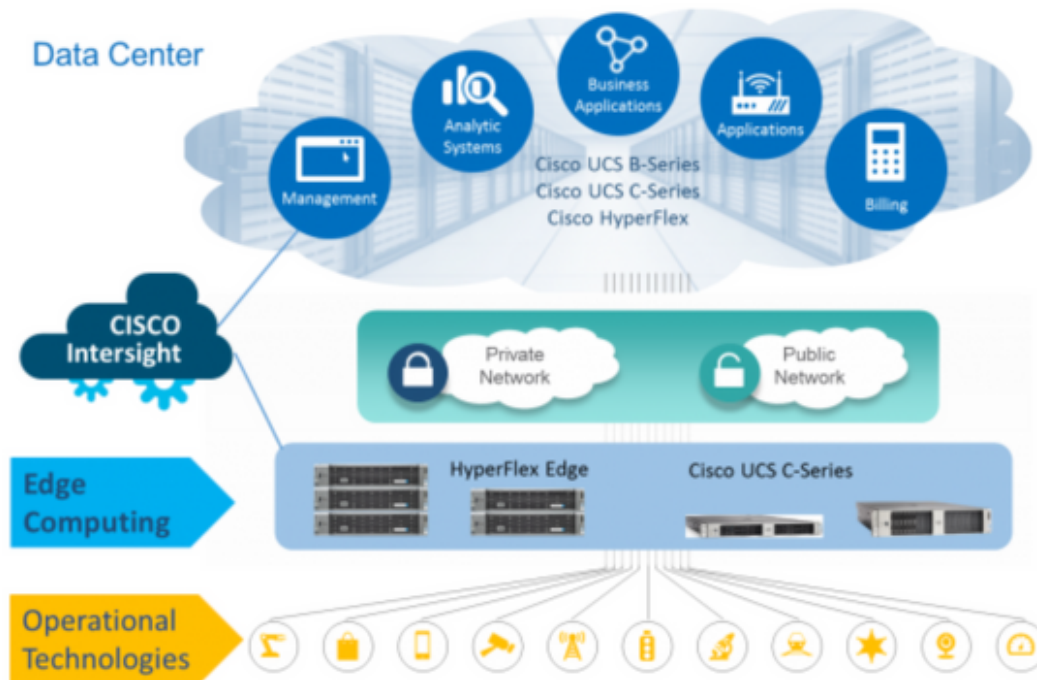 Data Center
Business
Applications
Analytic
Systems
Applications
Management
Billing
Cisco UCS B-Series
Cisco UCS C-Series
Cisco HyperFlex
CISCO
Intersight
Private
Network
Public
Network
Edge
Computing
HyperFlex Edge
Cisco UCS C-Series
Operational
Technologies